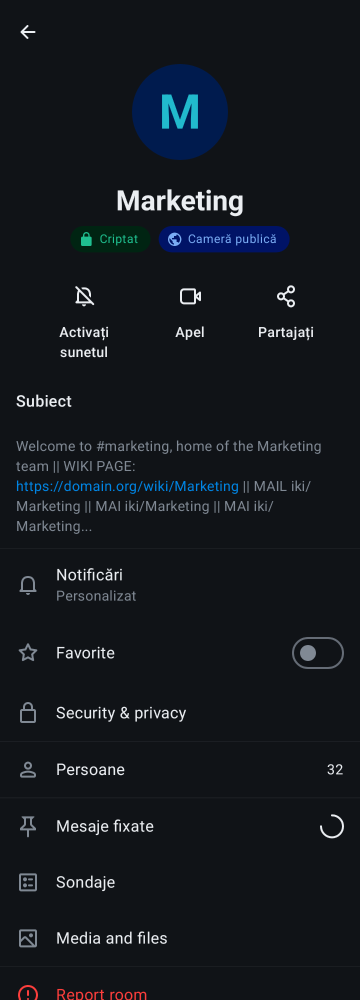 M
Marketing
Criptat
Cameră publică
Activați
sunetul
Apel
Partajați
Subiect
Welcome to #marketing, home of the Marketing
team || WIKI PAGE:
https://domain.org/wiki/Marketing || MAIL iki/
Marketing || MAI iki/Marketing || MAI iki/
Marketing...
Notificări
Personalizat
Favorite
Security & privacy
Persoane 32
Mesaje fixate
Sondaje
Media and files
Report room